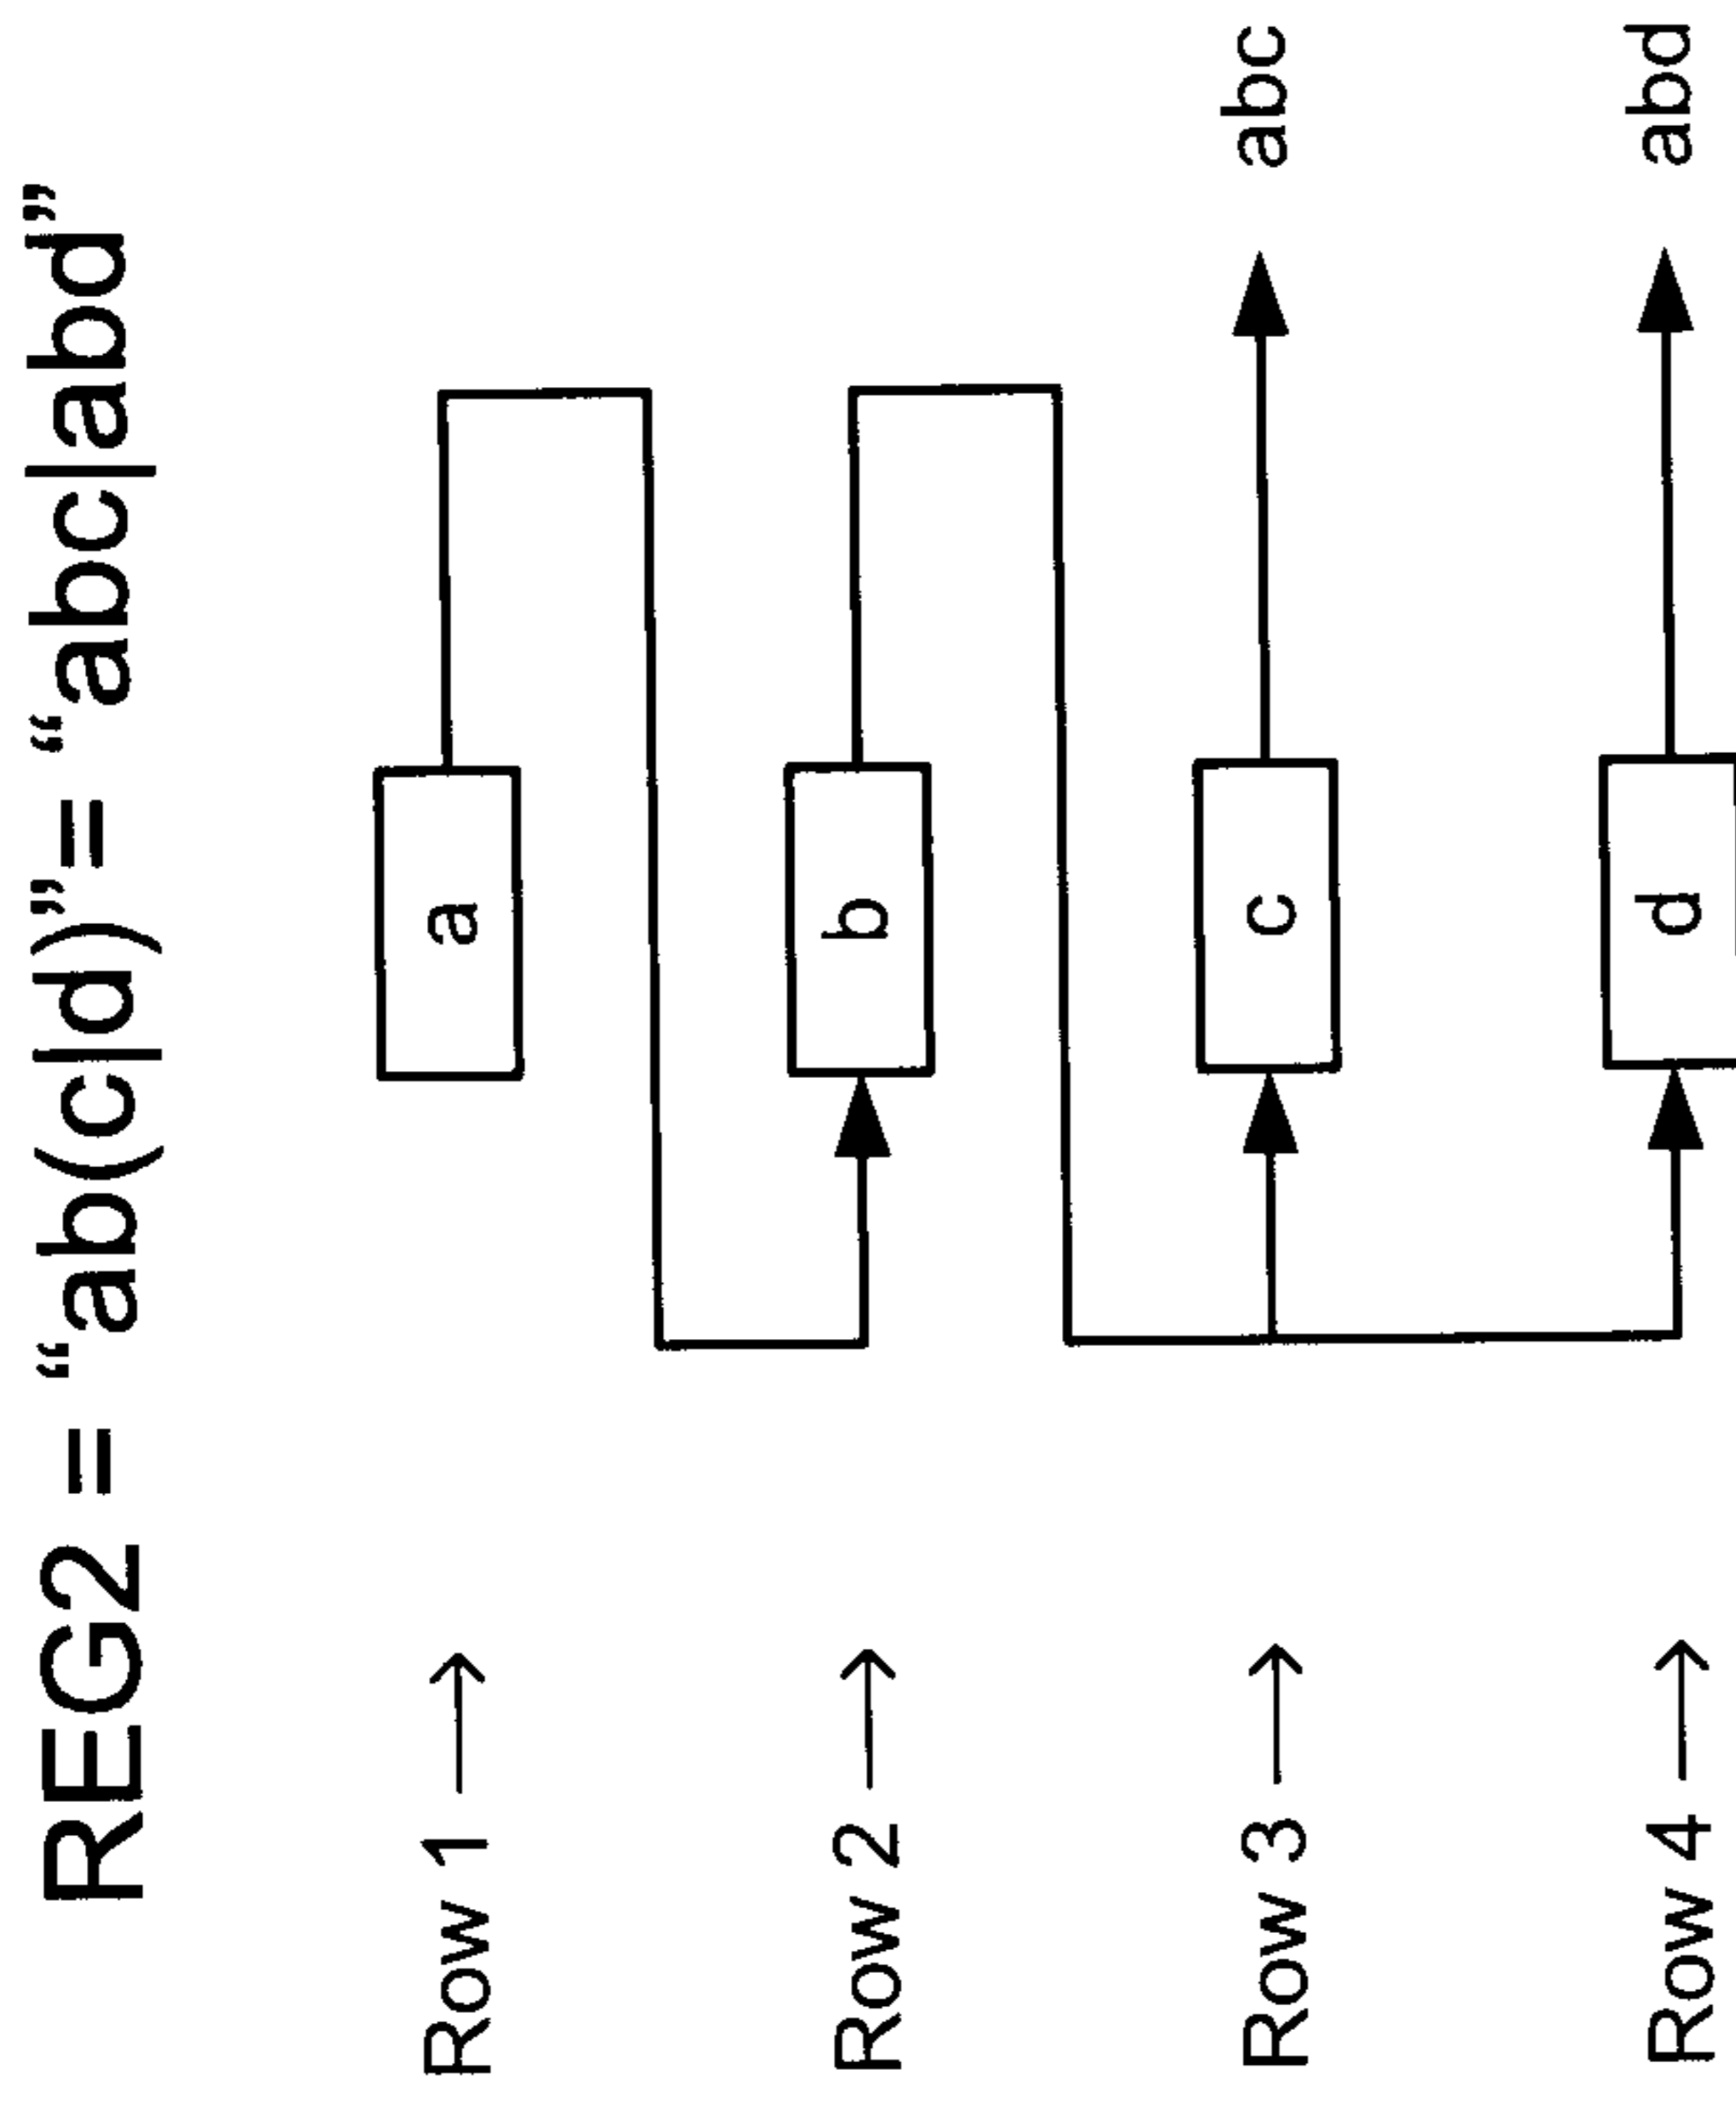 REG2 = “ab(c|d)”= “abc|abd”
Row 1 → a
Row 2 → b
Row 3 → c abc
Row 4 → d abd